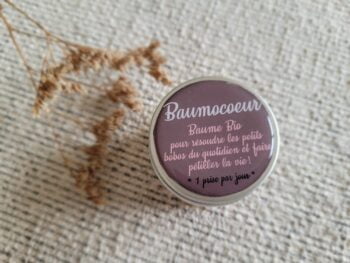 Baumocoeur
Baume Bio
pour résoudre les petits
bobos du quotidien et faire
pétiller la vie !
* 1 prise par jour *